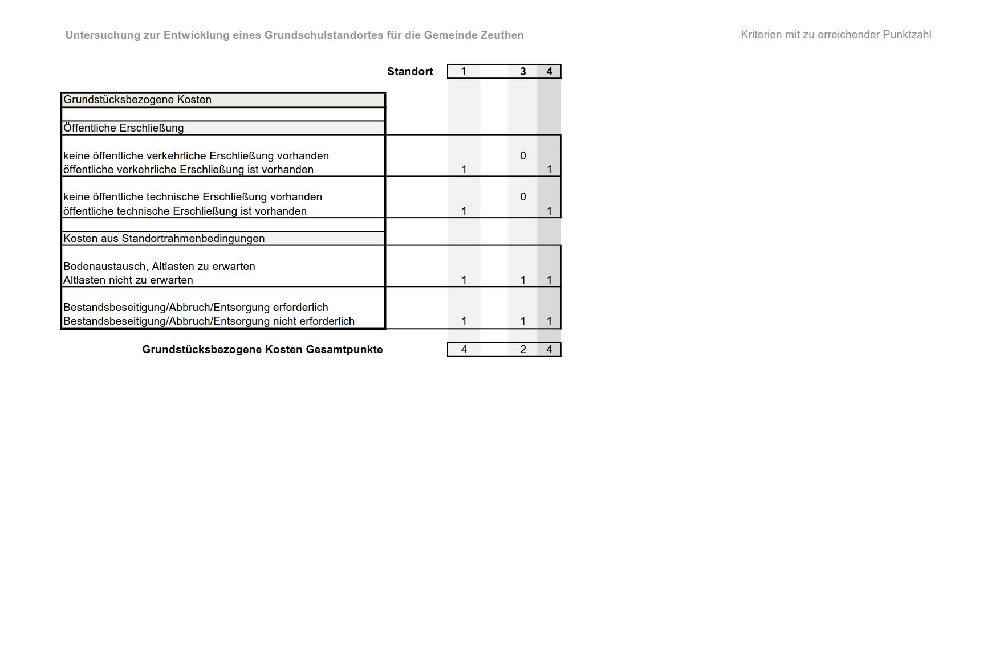 Untersuchung zur Entwicklung eines Grundschulstandortes für die Gemeinde Zeuthen Kriterien mit zu erreichender Punktzahl
Standort 1 3 4
Grundstücksbezogene Kosten
Öffentliche Erschließung
keine öffentliche verkehrliche Erschließung vorhanden 0
öffentliche verkehrliche Erschließung ist vorhanden 1 1
keine öffentliche technische Erschließung vorhanden 0
öffentliche technische Erschließung ist vorhanden 1 1
Kosten aus Standortrahmenbedingungen
Bodenaustausch, Altlasten zu erwarten
Altlasten nicht zu erwarten 1 1 1
Bestandsbeseitigung/Abbruch/Entsorgung erforderlich
Bestandsbeseitigung/Abbruch/Entsorgung nicht erforderlich 1 1 1
Grundstücksbezogene Kosten Gesamtpunkte 4 2 4